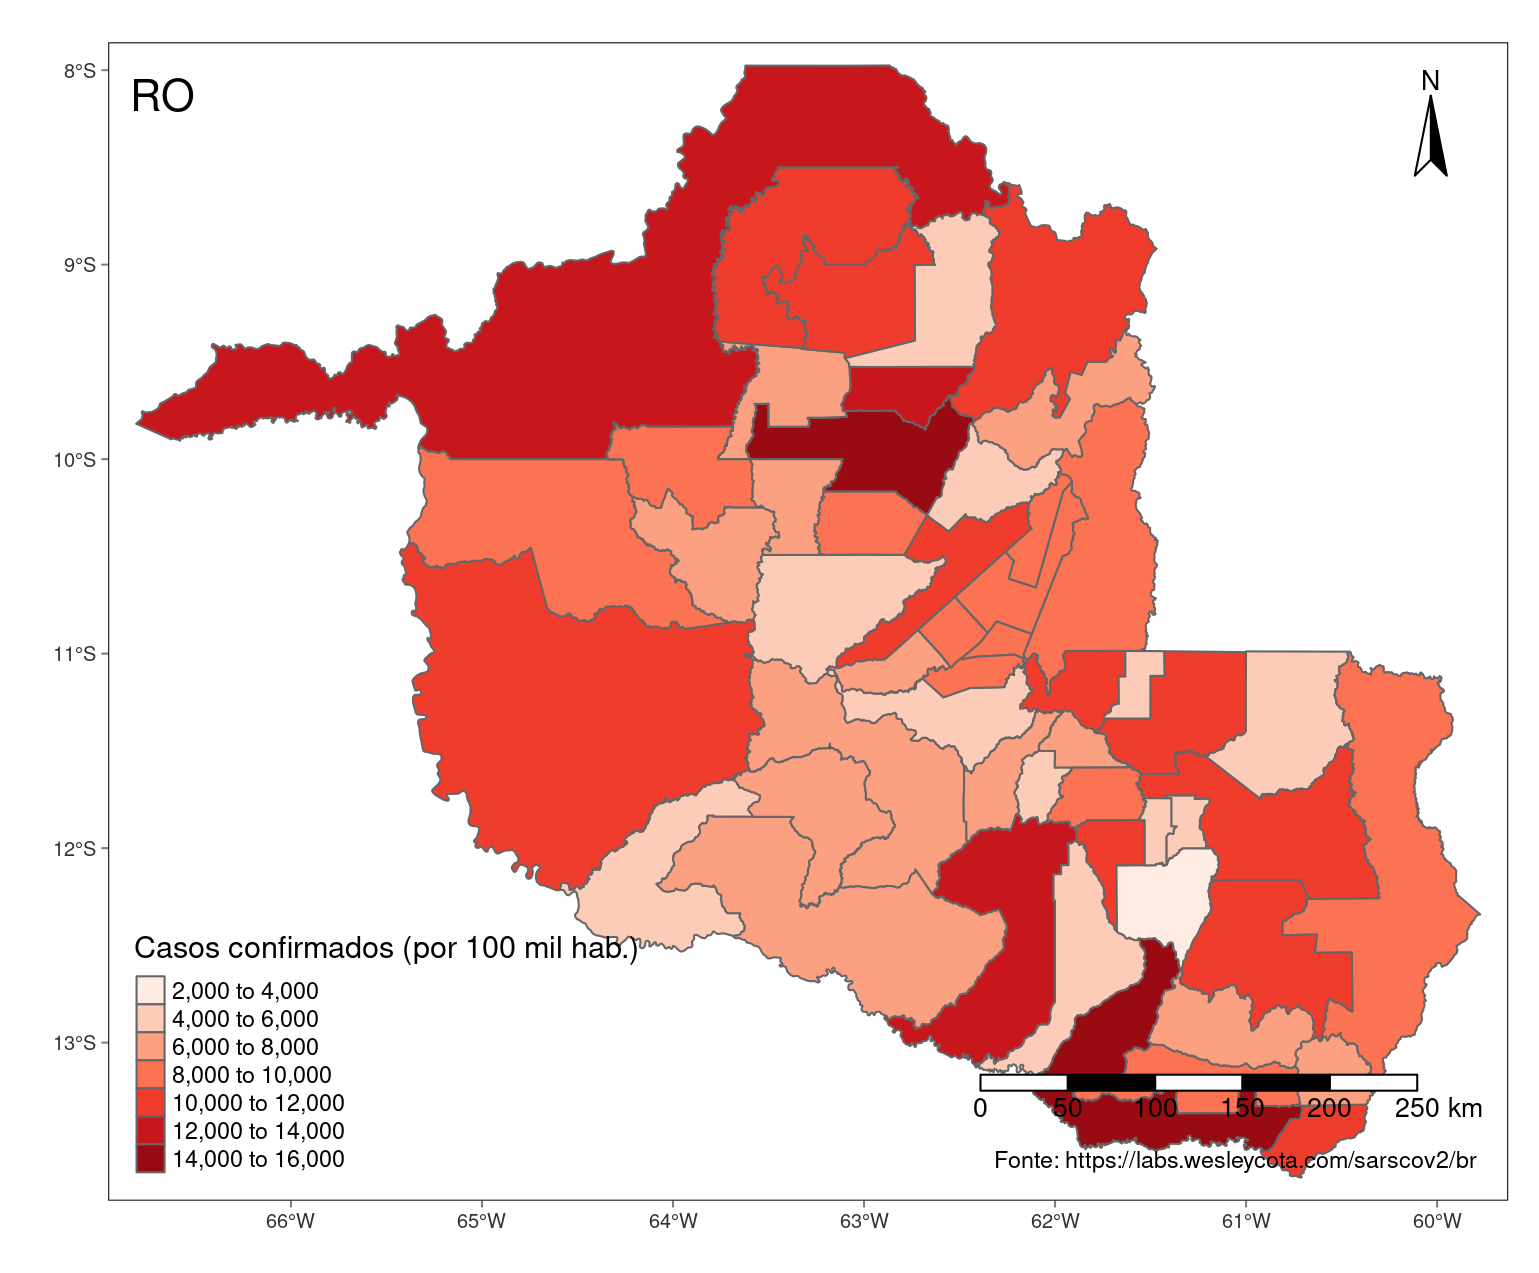 RO
N
8°S
9°S
10°S
11°S
12°S
13°S
Casos confirmados (por 100 mil hab.)
2,000 to 4,000
4,000 to 6,000
6,000 to 8,000
8,000 to 10,000
10,000 to 12,000
12,000 to 14,000
14,000 to 16,000
0 50 100 150 200 250 km
Fonte: https://labs.wesleycota.com/sarscov2/br
66°W 65°W 64°W 63°W 62°W 61°W 60°W